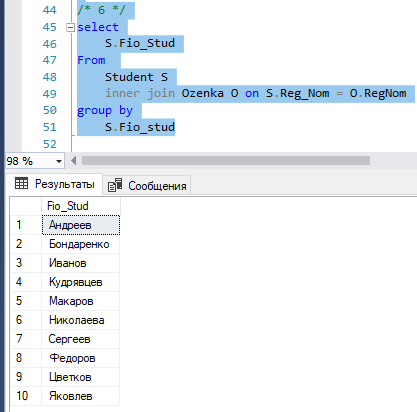 44 /* 6 */
45 select
46 S.Fio_Stud
47 From
48 Student S
49 inner join Ozenka O on S.Reg_Nom = O.RegNom
50 group by
51 S.Fio_stud
52
98 %
Результаты Сообщения
Fio_Stud
1 Андреев
2 Бондаренко
3 Иванов
4 Кудрявцев
5 Макаров
6 Николаева
7 Сергеев
8 Федоров
9 Цветков
10 Яковлев